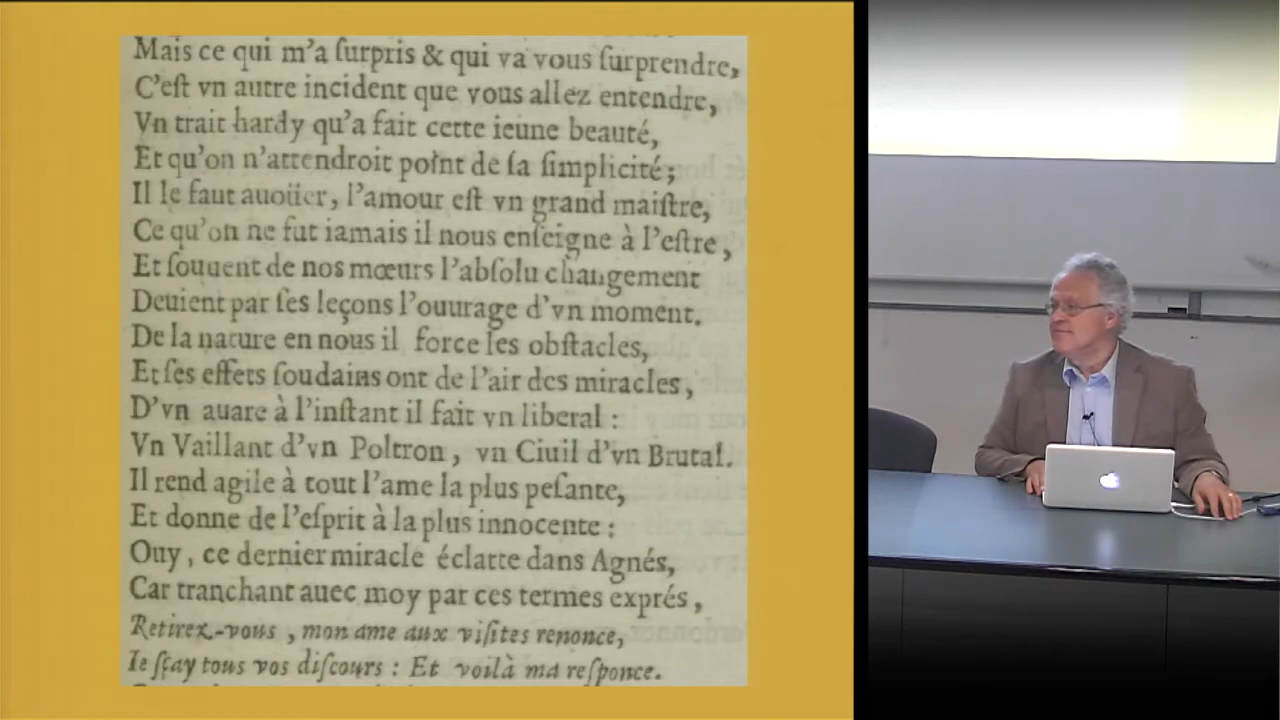 Mais ce qui m'a ſurpris & qui va vous ſurprendre,
C'eſt vn autre incident que vous allez entendre,
Vn trait hardy qu'a fait cette ieune beauté,
Et qu'on n'attendroit point de ſa ſimplicité;
Il le faut auoüer, l'amour eſt vn grand maiſtre,
Ce qu'on ne fut iamais il nous enſeigne à l'eſtre,
Et ſouuent de nos mœurs l'abſolu changement
Deuient par ſes leçons l'ouurage d'vn moment.
De la nature en nous il force les obſtacles,
Et ſes effets ſoudains ont de l'air des miracles,
D'vn auare à l'inſtant il fait vn liberal :
Vn Vaillant d'vn Poltron, vn Ciuil d'vn Brutal.
Il rend agile à tout l'ame la plus peſante,
Et donne de l'eſprit à la plus innocente :
Ouy, ce dernier miracle éclatte dans Agnés,
Car tranchant auec moy par ces termes exprés,
Retirez-vous, mon ame aux viſites renonce,
Ie ſçay tous vos diſcours : Et voilà ma reſponce.